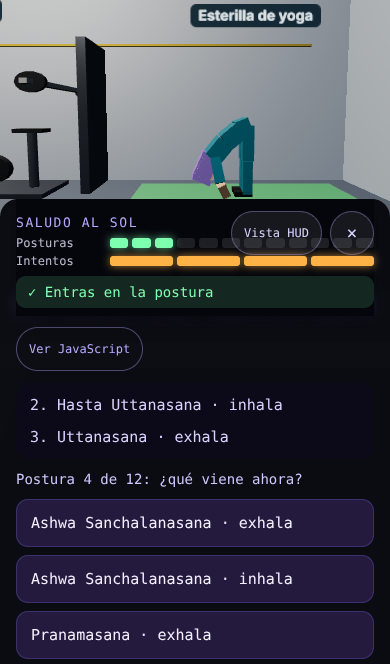 Esterilla de yoga
SALUDO AL SOL
Vista HUD
×
Posturas
Intentos
✓ Entras en la postura
Ver JavaScript
2. Hasta Uttanasana · inhala
3. Uttanasana · exhala
Postura 4 de 12: ¿qué viene ahora?
Ashwa Sanchalanasana · exhala
Ashwa Sanchalanasana · inhala
Pranamasana · exhala